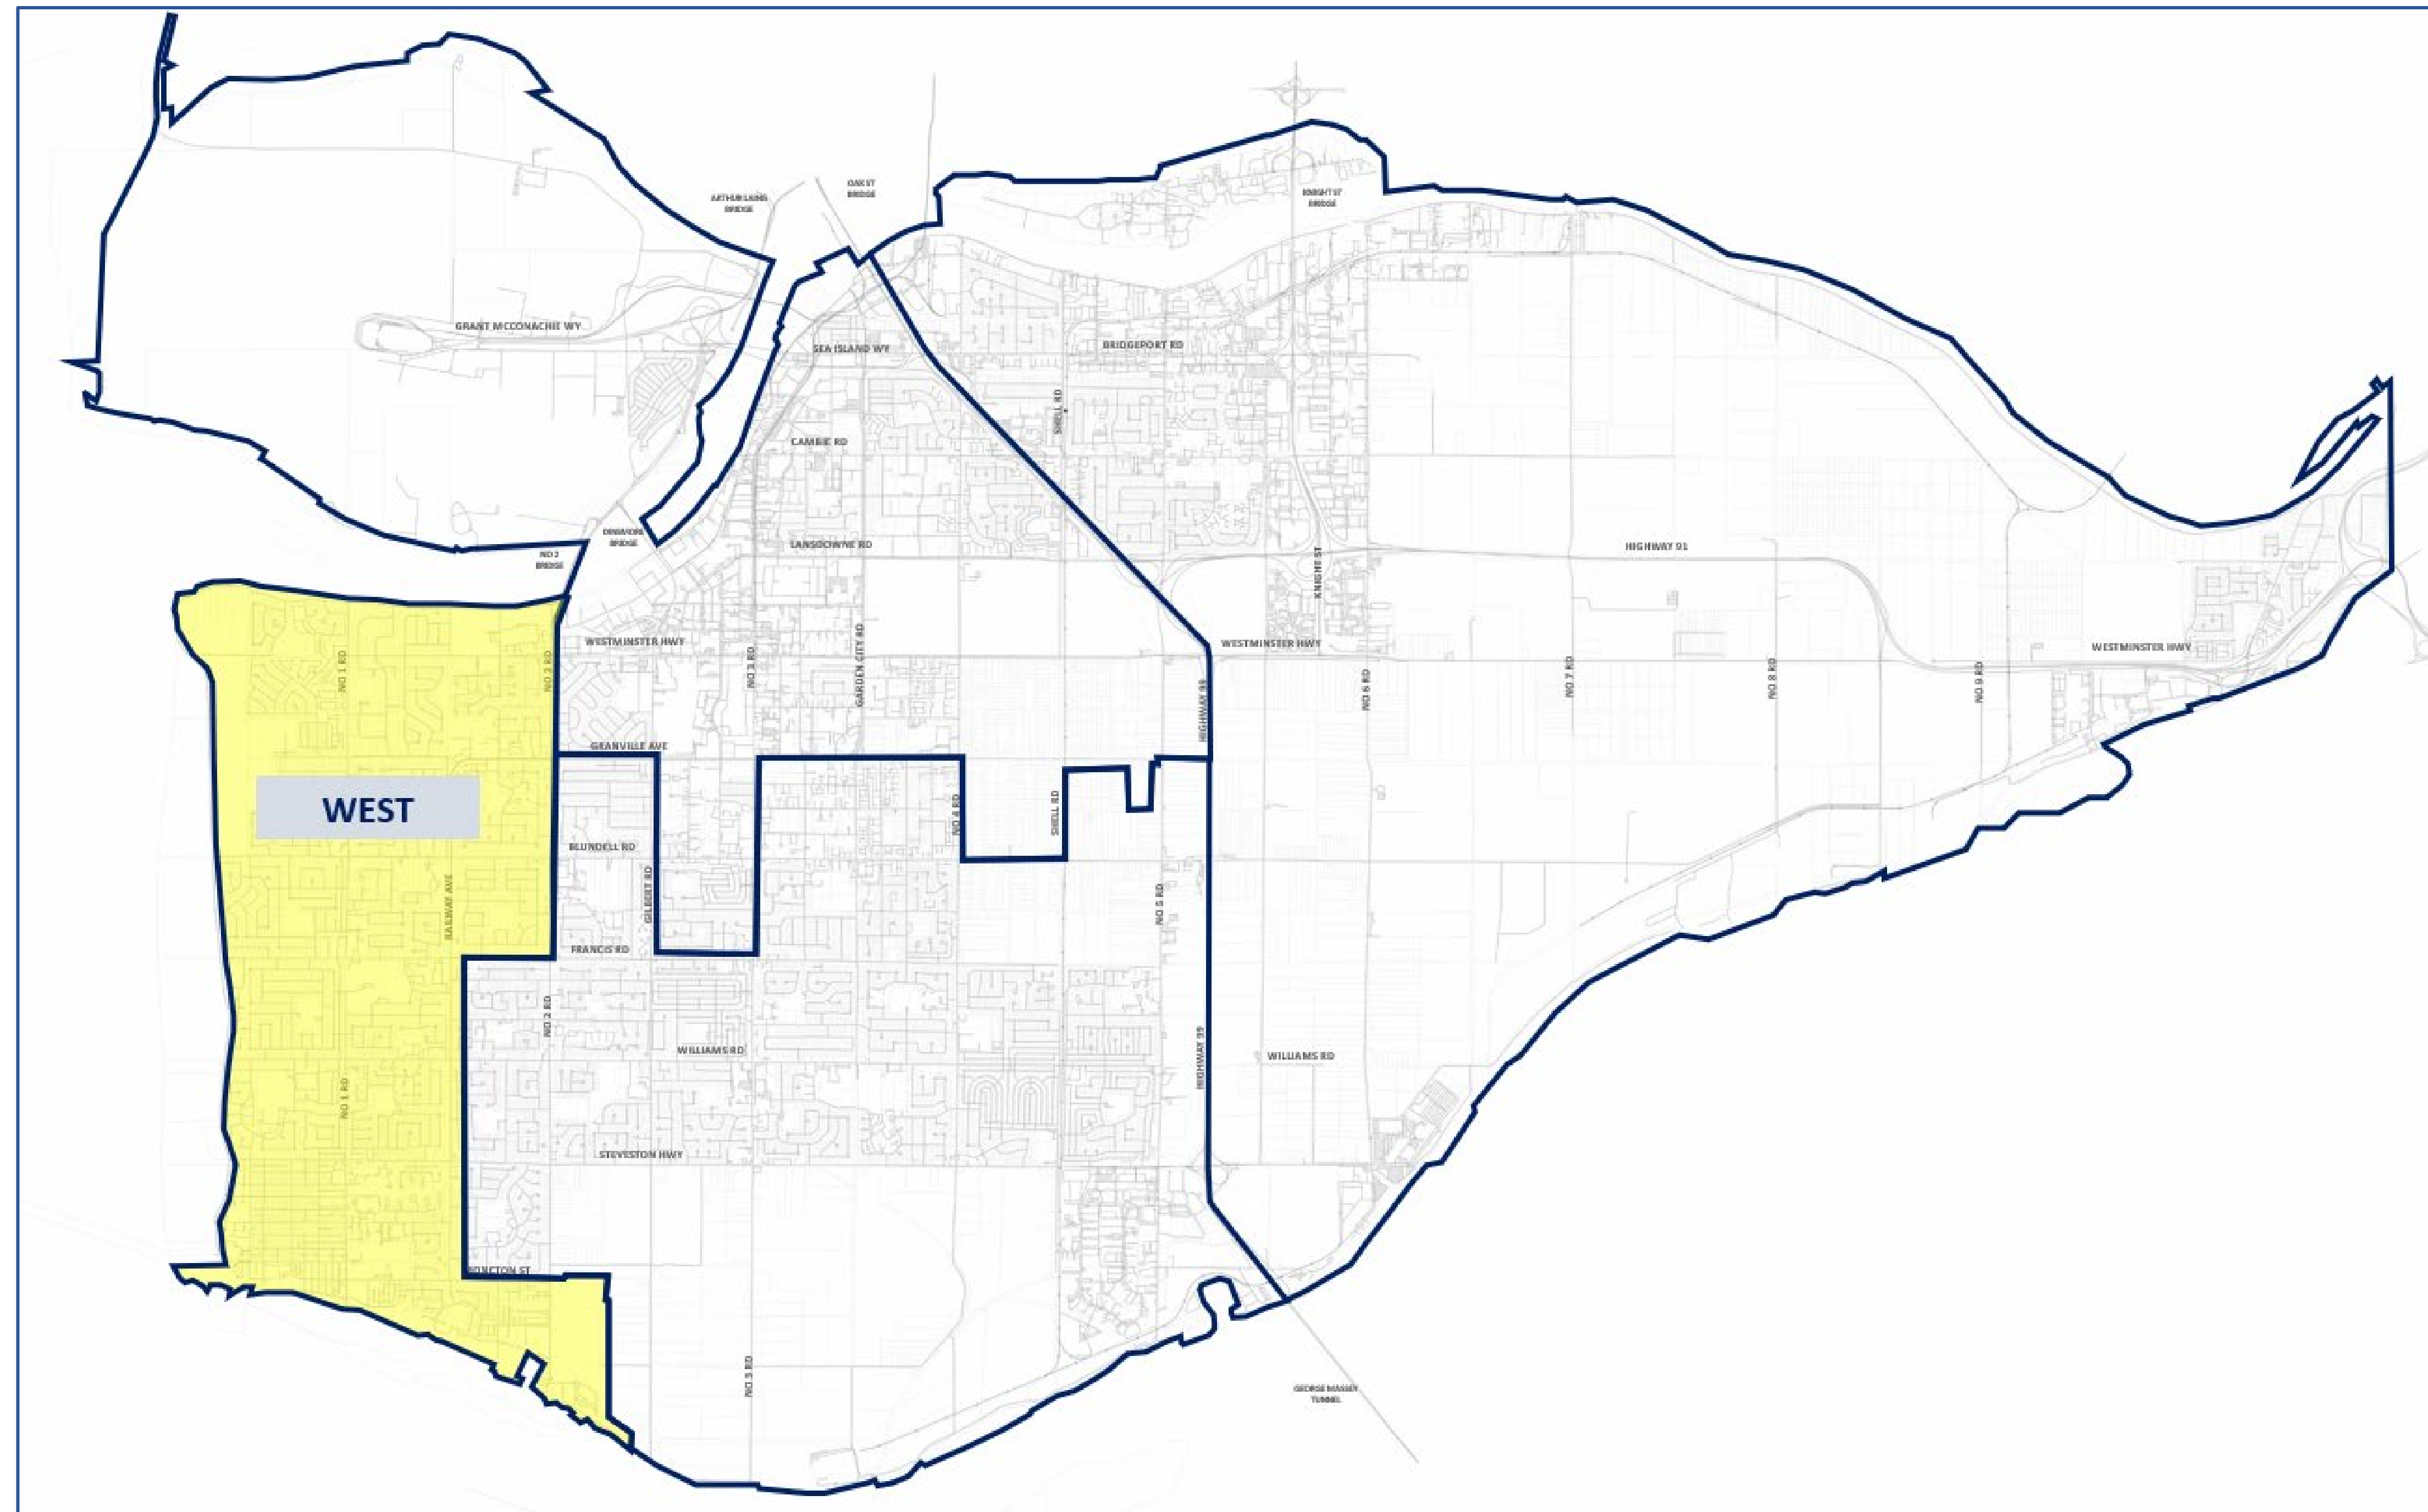 ARTHUR LAING
BRIDGE
OAK ST
BRIDGE
KNIGHT ST
BRIDGE
GRANT MCCONACHIE WY
SEA ISLAND WY
BRIDGEPORT RD
SHELL RD
CAMBIE RD
DINSMORE
BRIDGE
NO 2
BRIDGE
LANSDOWNE RD
HIGHWAY 91
KNIGHT ST
WESTMINSTER HWY
WESTMINSTER HWY
WESTMINSTER HWY
NO 1 RD
NO 2 RD
NO 3 RD
GARDEN CITY RD
HIGHWAY 99
NO 6 RD
NO 7 RD
NO 8 RD
NO 9 RD
GRANVILLE AVE
WEST
NO 4 RD
SHELL RD
BLUNDELL RD
RAILWAY AVE
GILBERT RD
NO 5 RD
FRANCIS RD
NO 2 RD
WILLIAMS RD
HIGHWAY 99
WILLIAMS RD
NO 1 RD
STEVESTON HWY
MONCTON ST
NO 3 RD
GEORGE MASSEY
TUNNEL